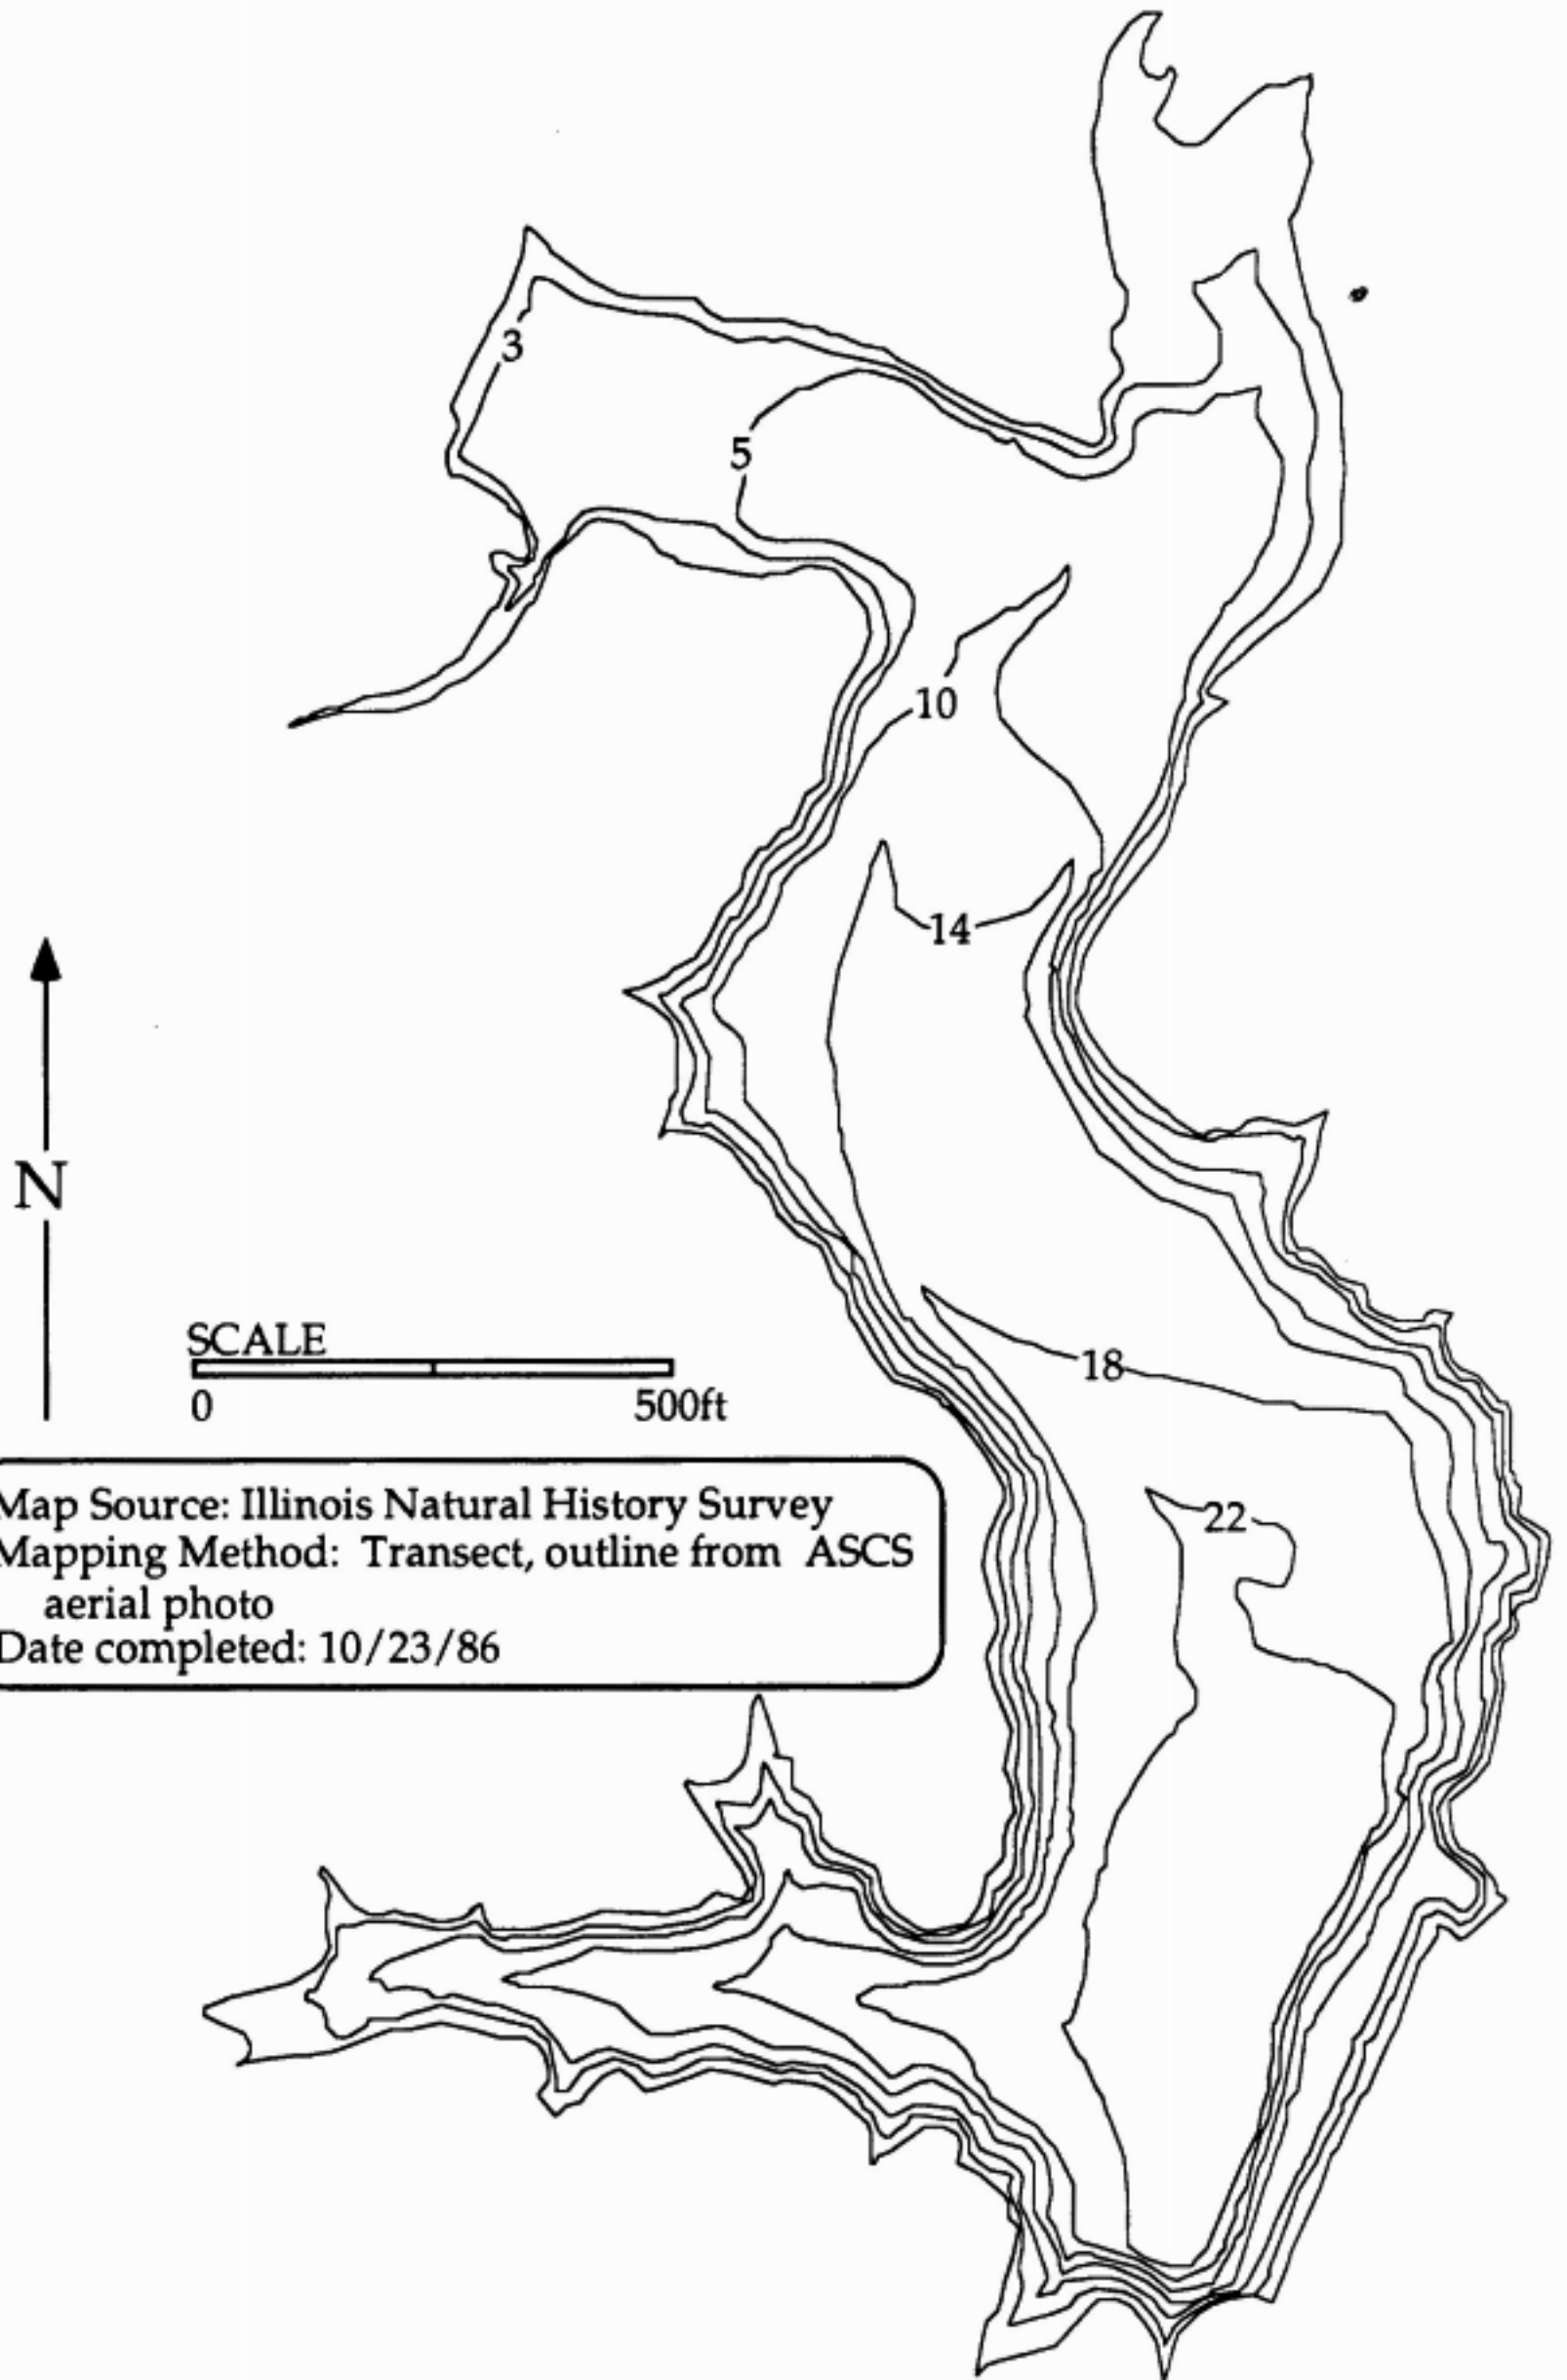 3
5
10
14
N
SCALE
0 500ft
18
Map Source: Illinois Natural History Survey
22
Mapping Method: Transect, outline from ASCS
aerial photo
Date completed: 10/23/86